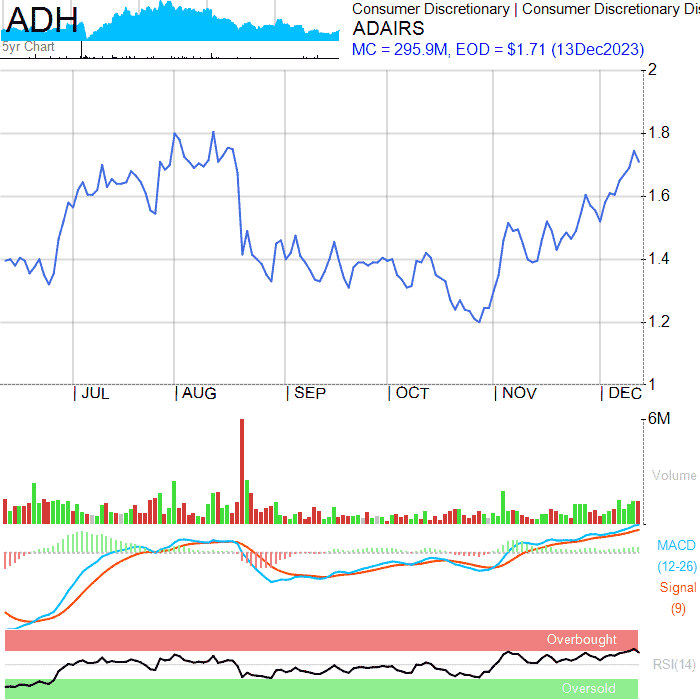 ADH
5yr Chart
Consumer Discretionary | Consumer Discretionary Dis
ADAIRS
MC = 295.9M, EOD = $1.71 (13Dec2023)
2
1.8
1.6
1.4
1.2
1
| JUL | AUG | SEP | OCT | NOV | DEC
6M
Volume
MACD
(12-26)
Signal
(9)
Overbought
RSI(14)
Oversold